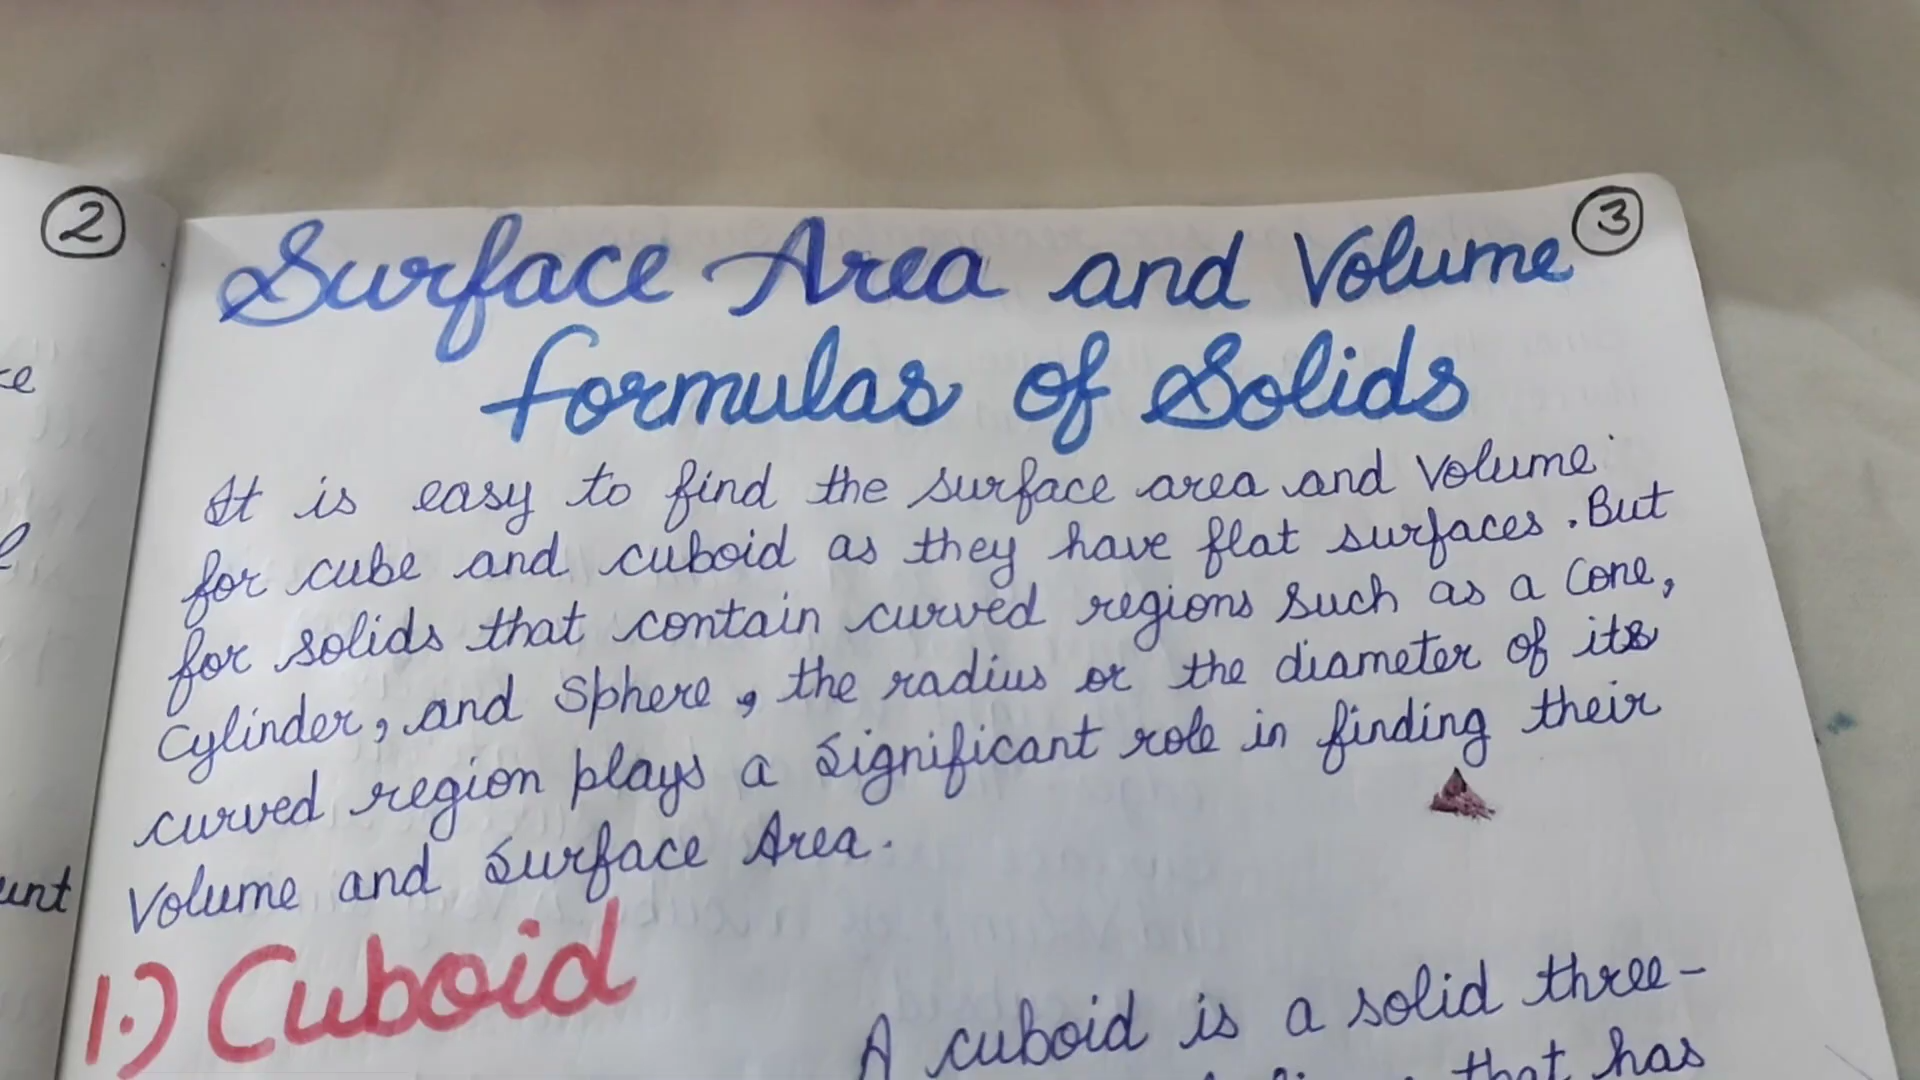 2
3
Surface Area and Volume
formulas of Solids
It is easy to find the surface area and Volume
for cube and cuboid as they have flat surfaces. But
for solids that contain curved regions such as a Cone,
Cylinder, and Sphere, the radius or the diameter of its
curved region plays a significant role in finding their
Volume and Surface Area.
1.) Cuboid
A cuboid is a solid three-
that has
unt